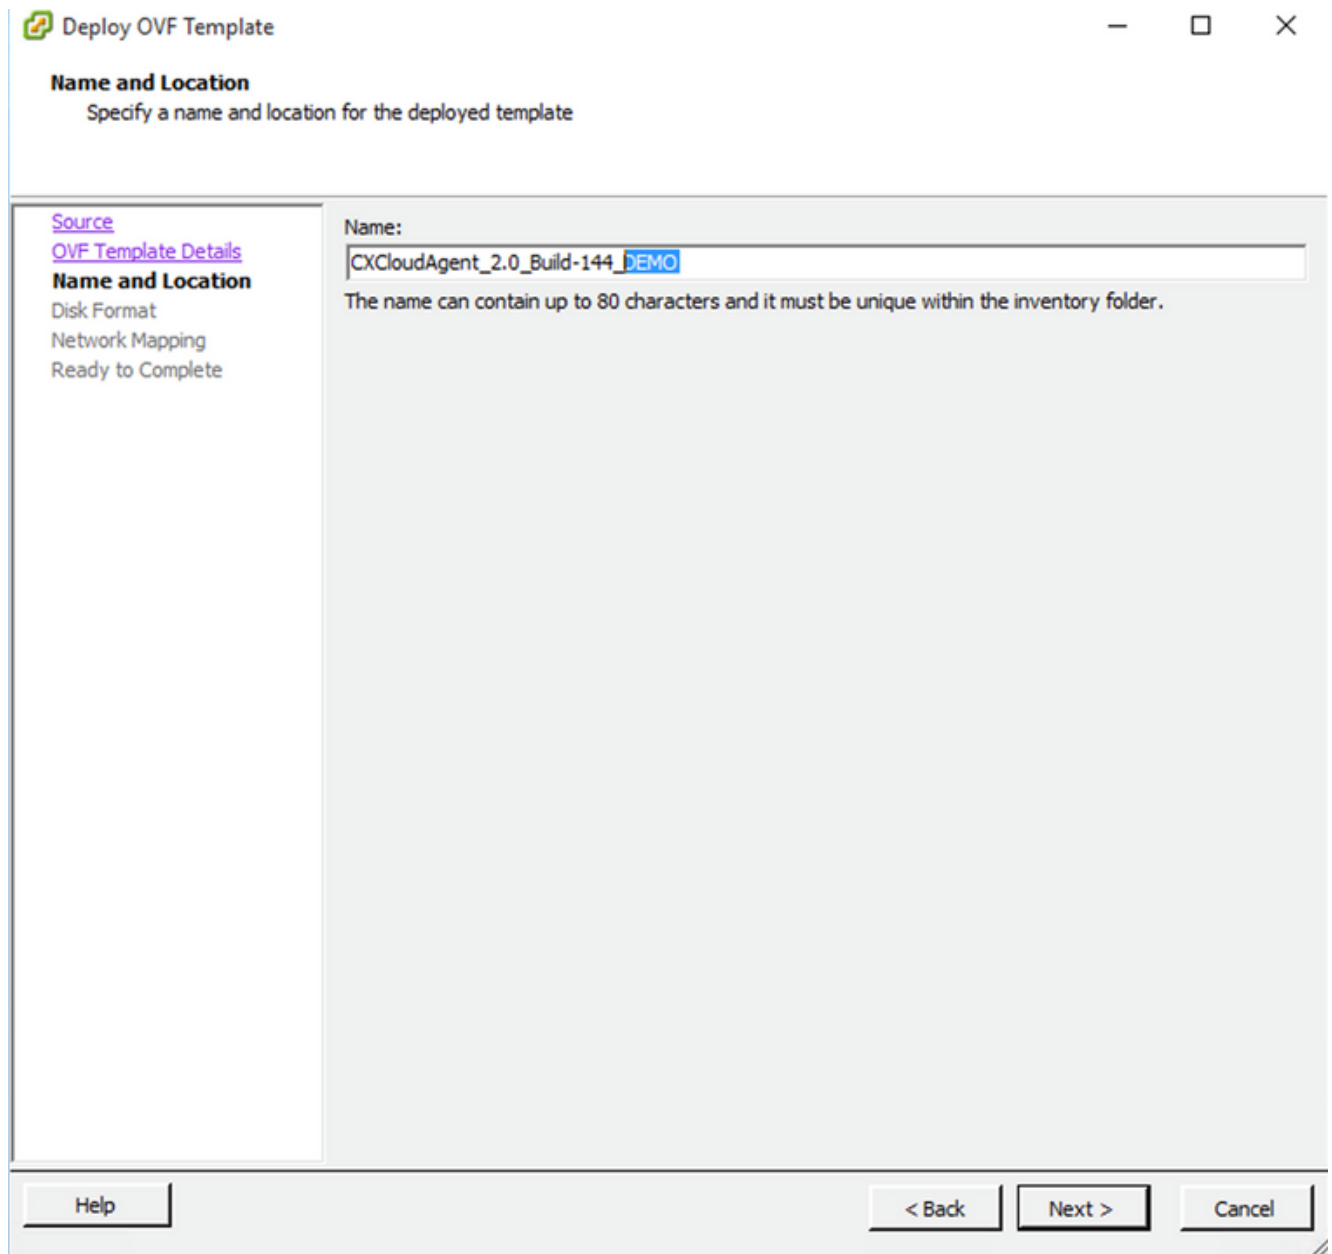 Deploy OVF Template
Name and Location
Specify a name and location for the deployed template
Source
OVF Template Details
Name and Location
Disk Format
Network Mapping
Ready to Complete
Name:
CXCloudAgent_2.0_Build-144_DEMO
The name can contain up to 80 characters and it must be unique within the inventory folder.
Help
< Back
Next >
Cancel